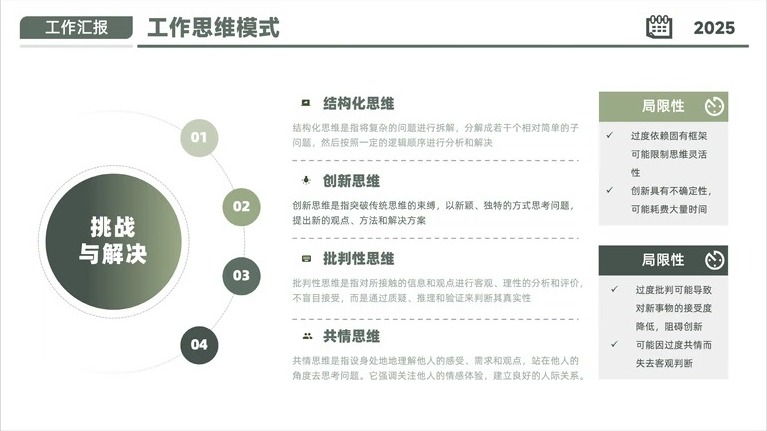 工作汇报
工作思维模式
2025
挑战
与解决
01
02
03
04
结构化思维
结构化思维是指将复杂的问题进行拆解，分解成若干个相对简单的子
问题，然后按照一定的逻辑顺序进行分析和解决
创新思维
创新思维是指突破传统思维的束缚，以新颖、独特的方式思考问题，
提出新的观点、方法和解决方案
批判性思维
批判性思维是指对所接触的信息和观点进行客观、理性的分析和评价，
不盲目接受，而是通过质疑、推理和验证来判断其真实性
共情思维
共情思维是指设身处地地理解他人的感受、需求和观点，站在他人的
角度去思考问题。它强调关注他人的情感体验，建立良好的人际关系。
局限性
✓ 过度依赖固有框架
可能限制思维灵活
性
✓ 创新具有不确定性，
可能耗费大量时间
局限性
✓ 过度批判可能导致
对新事物的接受度
降低，阻碍创新
✓ 可能因过度共情而
失去客观判断